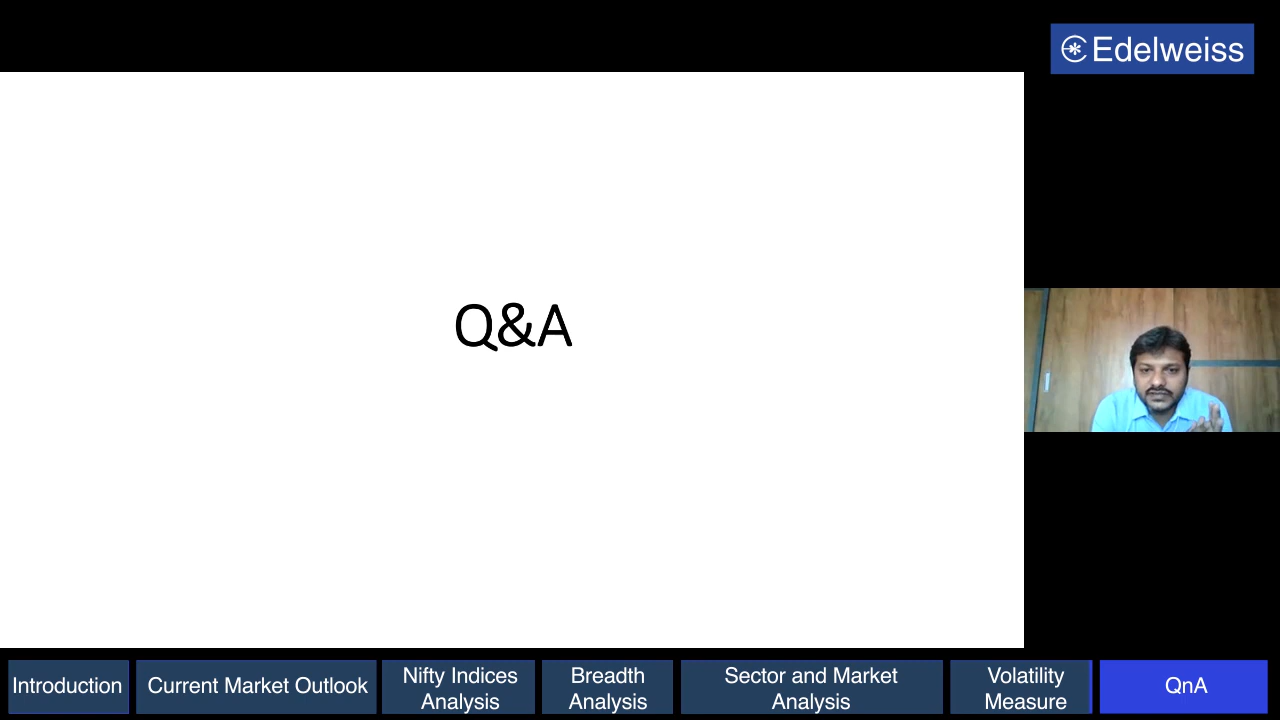 Edelweiss
Q&A
Introduction
Current Market Outlook
Nifty Indices
Analysis
Breadth
Analysis
Sector and Market
Analysis
Volatility
Measure
QnA